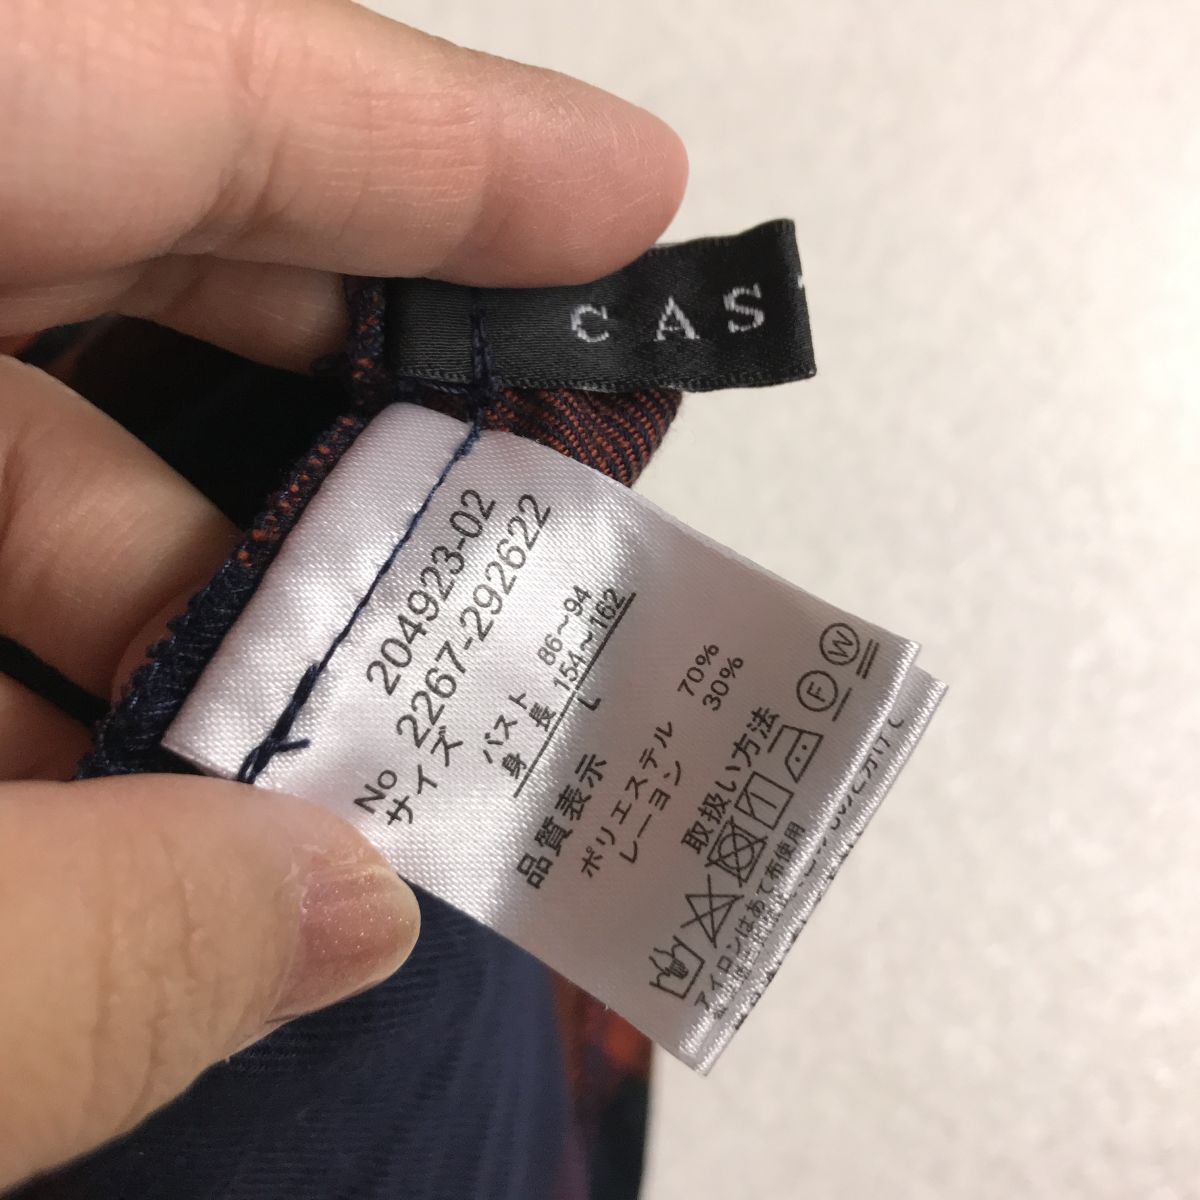 CAS
No 204923-02
2267-292622
サイズ
バスト 86〜94
身長 154〜162
L
品質表示
ポリエステル 70%
レーヨン 30%
取扱い方法
F W
アイロンはあて布使用